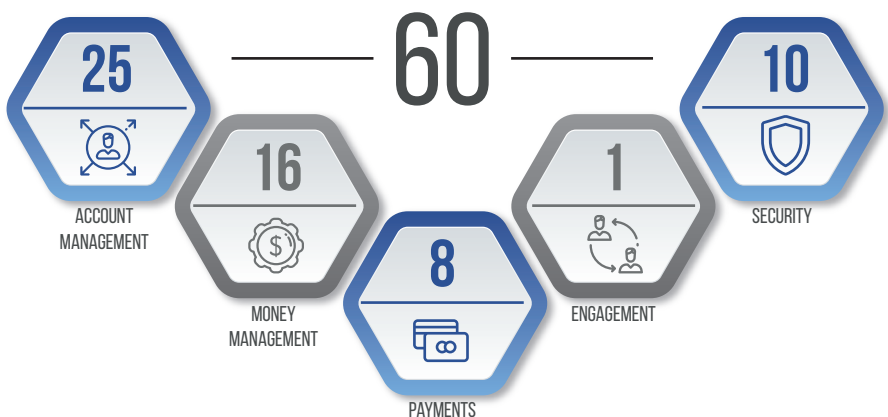 60
25
ACCOUNT
MANAGEMENT
16
$
MONEY
MANAGEMENT
8
PAYMENTS
1
ENGAGEMENT
10
SECURITY